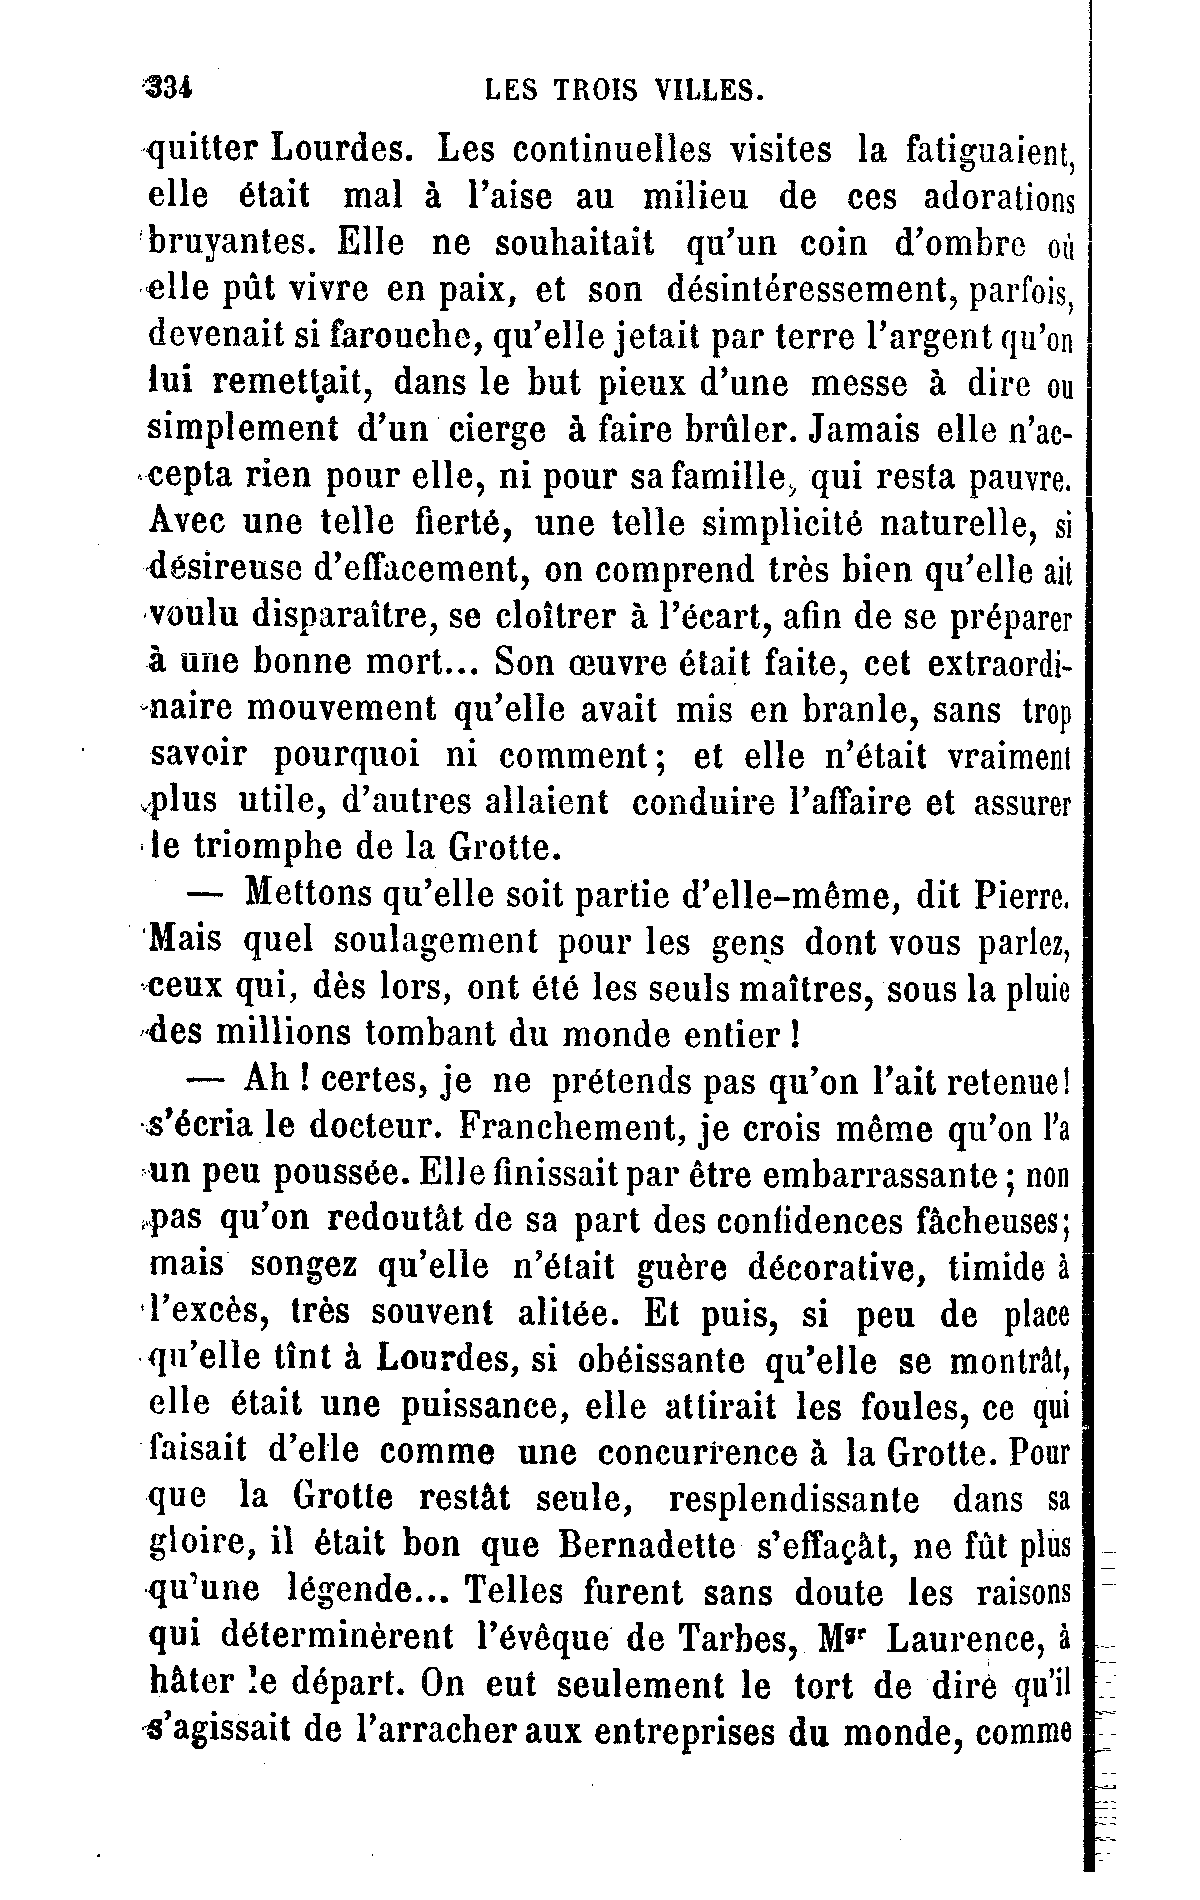 334 LES TROIS VILLES.
quitter Lourdes. Les continuelles visites la fatiguaient,
elle était mal à l'aise au milieu de ces adorations
bruyantes. Elle ne souhaitait qu'un coin d'ombre où
elle pût vivre en paix, et son désintéressement, parfois,
devenait si farouche, qu'elle jetait par terre l'argent qu'on
lui remettait, dans le but pieux d'une messe à dire ou
simplement d'un cierge à faire brûler. Jamais elle n'ac-
cepta rien pour elle, ni pour sa famille, qui resta pauvre.
Avec une telle fierté, une telle simplicité naturelle, si
désireuse d'effacement, on comprend très bien qu'elle ait
voulu disparaître, se cloîtrer à l'écart, afin de se préparer
à une bonne mort... Son œuvre était faite, cet extraordi-
naire mouvement qu'elle avait mis en branle, sans trop
savoir pourquoi ni comment; et elle n'était vraiment
plus utile, d'autres allaient conduire l'affaire et assurer
le triomphe de la Grotte.
— Mettons qu'elle soit partie d'elle-même, dit Pierre.
Mais quel soulagement pour les gens dont vous parlez,
ceux qui, dès lors, ont été les seuls maîtres, sous la pluie
des millions tombant du monde entier !
— Ah ! certes, je ne prétends pas qu'on l'ait retenue!
s'écria le docteur. Franchement, je crois même qu'on l'a
un peu poussée. Elle finissait par être embarrassante ; non
pas qu'on redoutât de sa part des confidences fâcheuses;
mais songez qu'elle n'était guère décorative, timide à
l'excès, très souvent alitée. Et puis, si peu de place
qu'elle tînt à Lourdes, si obéissante qu'elle se montrât,
elle était une puissance, elle attirait les foules, ce qui
faisait d'elle comme une concurrence à la Grotte. Pour
que la Grotte restât seule, resplendissante dans sa
gloire, il était bon que Bernadette s'effaçât, ne fût plus
qu'une légende... Telles furent sans doute les raisons
qui déterminèrent l'évêque de Tarbes, Mgr Laurence, à
hâter le départ. On eut seulement le tort de dire qu'il
s'agissait de l'arracher aux entreprises du monde, comme